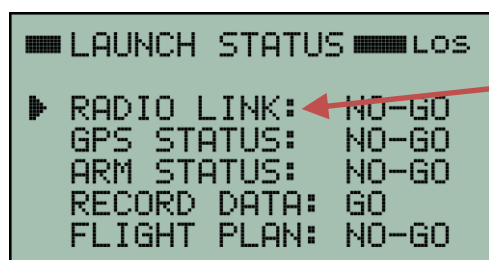 LAUNCH STATUS LOS
RADIO LINK: NO-GO
GPS STATUS: NO-GO
ARM STATUS: NO-GO
RECORD DATA: GO
FLIGHT PLAN: NO-GO